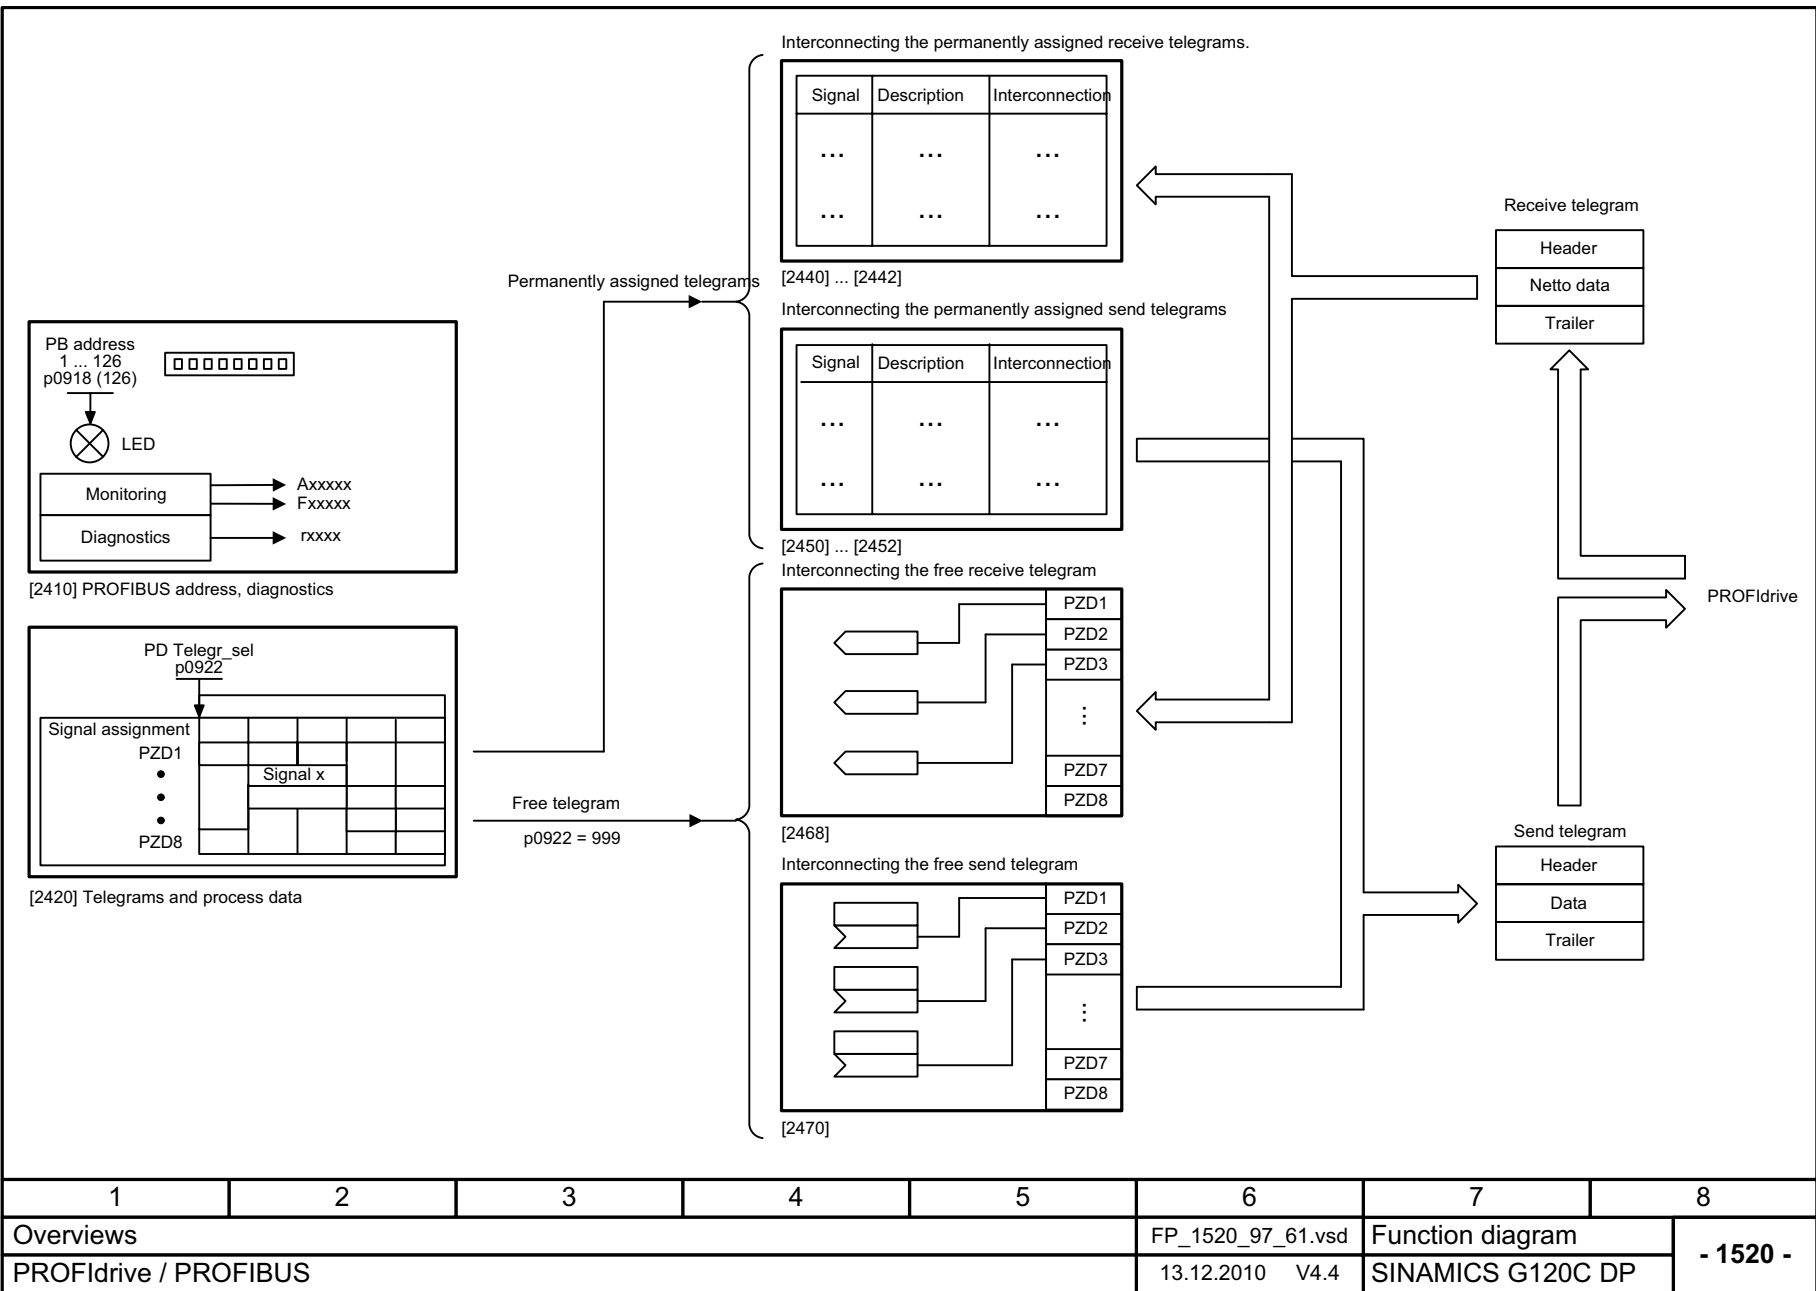 Interconnecting the permanently assigned receive telegrams.
Signal Description Interconnection
... ... ...
... ... ...
[2440] ... [2442]
Permanently assigned telegrams
Interconnecting the permanently assigned send telegrams
Signal Description Interconnection
... ... ...
... ... ...
[2450] ... [2452]
PB address
1 ... 126
p0918 (126)
LED
Monitoring
Axxxxx
Fxxxxx
Diagnostics
rxxxx
[2410] PROFIBUS address, diagnostics
PD Telegr_sel
p0922
Signal assignment
PZD1
Signal x
PZD8
[2420] Telegrams and process data
Free telegram
p0922 = 999
Interconnecting the free receive telegram
PZD1
PZD2
PZD3
...
PZD7
PZD8
[2468]
Interconnecting the free send telegram
PZD1
PZD2
PZD3
...
PZD7
PZD8
[2470]
Receive telegram
Header
Netto data
Trailer
PROFIdrive
Send telegram
Header
Data
Trailer
1 2 3 4 5 6 7 8
Overviews
FP_1520_97_61.vsd
Function diagram
- 1520 -
PROFIdrive / PROFIBUS
13.12.2010 V4.4
SINAMICS G120C DP